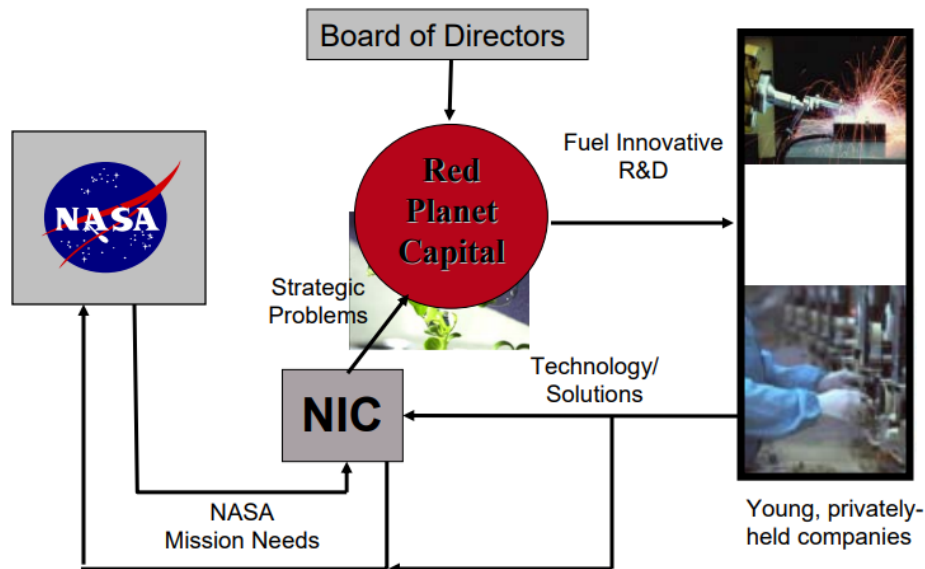 Board of Directors
Fuel Innovative
R&D
Red
Planet
Capital
NASA
Strategic
Problems
Technology/
Solutions
NIC
NASA
Mission Needs
Young, privately-
held companies